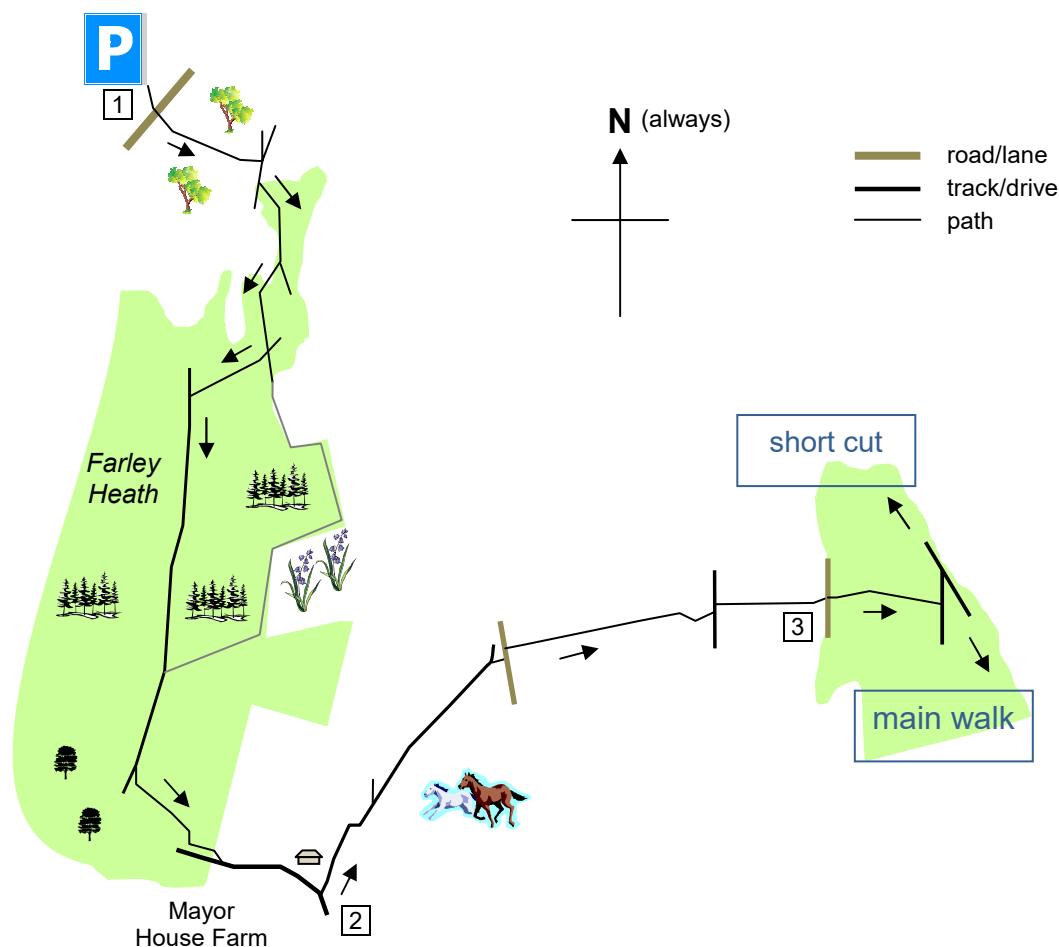 P
1
N (always)
road/lane
track/drive
path
short cut
Farley
Heath
3
main walk
2
Mayor
House Farm